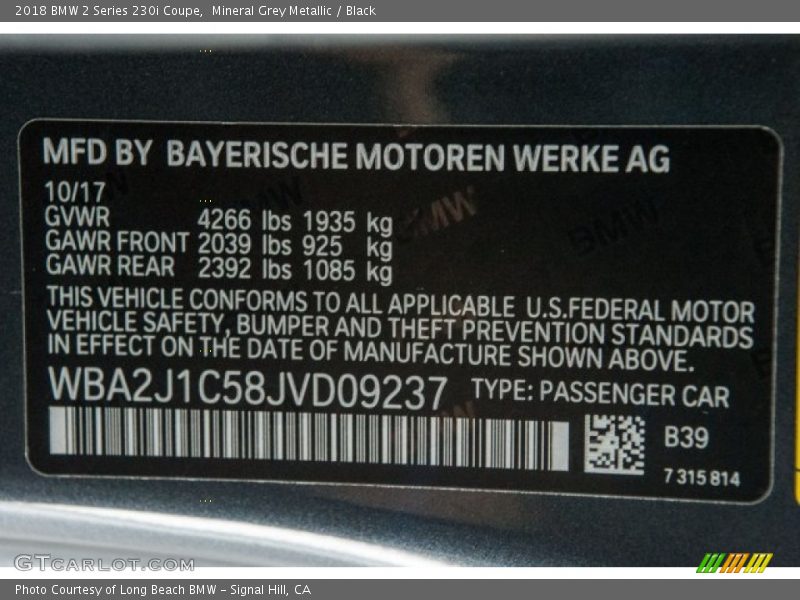 2018 BMW 2 Series 230i Coupe,  Mineral Grey Metallic / Black
MFD BY BAYERISCHE MOTOREN WERKE AG
10/17
GVWR 4266 lbs 1935 kg
GAWR FRONT 2039 lbs 925 kg
GAWR REAR 2392 lbs 1085 kg
THIS VEHICLE CONFORMS TO ALL APPLICABLE U.S.FEDERAL MOTOR
VEHICLE SAFETY, BUMPER AND THEFT PREVENTION STANDARDS
IN EFFECT ON THE DATE OF MANUFACTURE SHOWN ABOVE.
WBA2J1C58JVD09237 TYPE: PASSENGER CAR
B39
7 315 814
GTCARLOT.COM
Photo Courtesy of Long Beach BMW - Signal Hill, CA